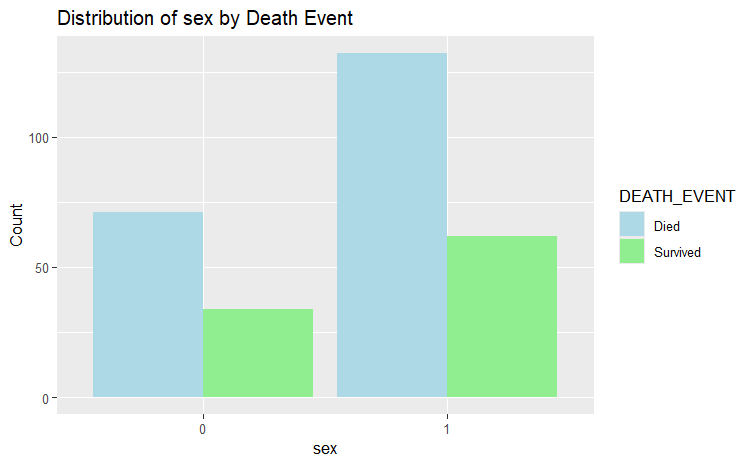 Distribution of sex by Death Event
Count
100
50
0
0
1
sex
DEATH_EVENT
Died
Survived